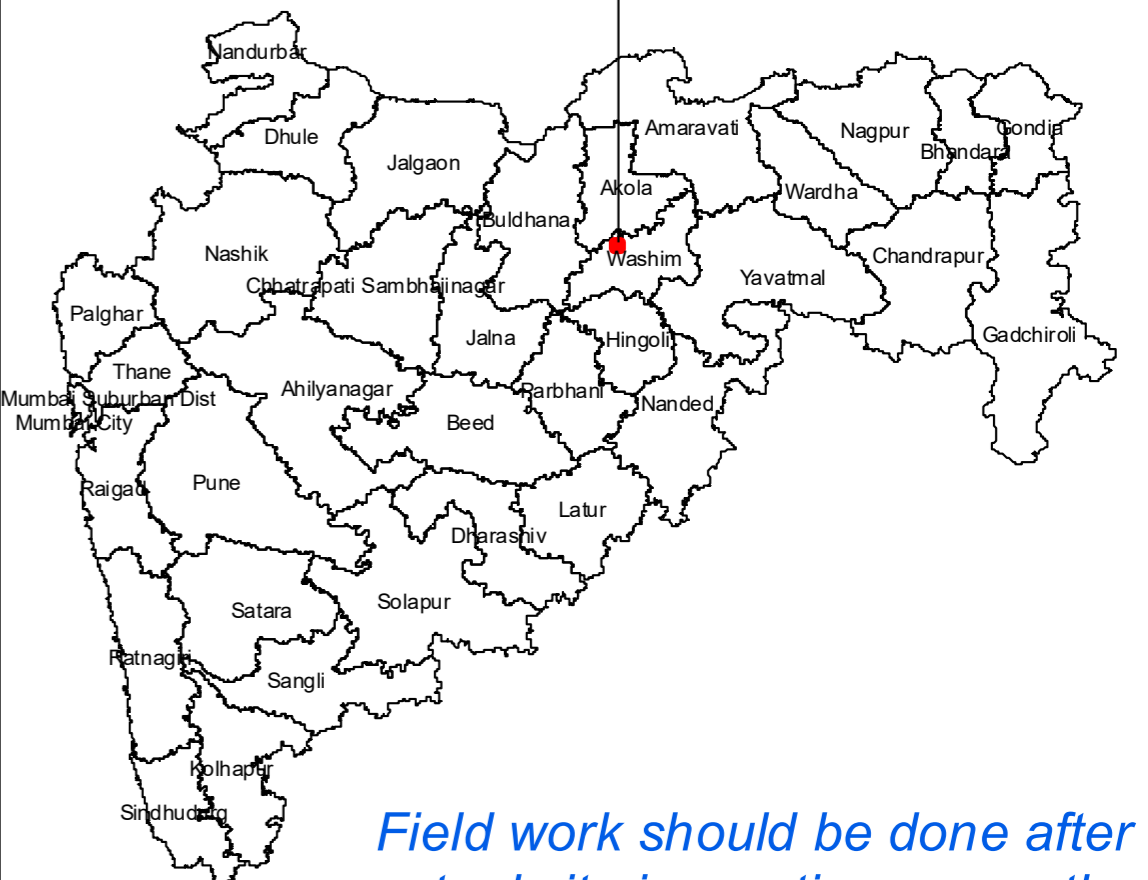 Nandurbar
Amaravati
Nagpur
Gondia
Dhule
Bhandara
Jalgaon
Akola
Wardha
Buldhana
Nashik
Washim
Chandrapur
Chhatrapati Sambhajinagar
Yavatmal
Palghar
Jalna
Hingoli
Gadchiroli
Thane
Ahilyanagar
Parbhani
Mumbai Suburban Dist
Nanded
Mumbai City
Beed
Raigad
Pune
Latur
Dharashiv
Satara
Solapur
Ratnagiri
Sangli
Kolhapur
Sindhudurg
Field work should be done after